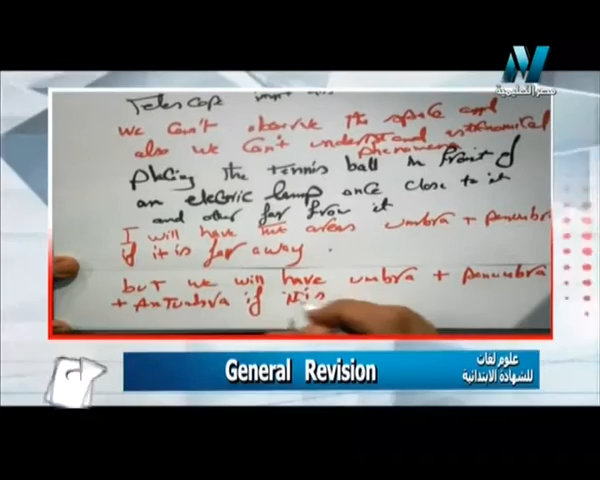 مصر التعليمية
Telescope
We Can't observe the space and
also we Can't understand astronomical
phenomena
placing the tennis ball in front of
an electric lamp once close to it
and other far from it
I will have two areas umbra + penumbra
if it is far away
but we will have umbra + penumbra
+ Antumbra if it is
General Revision
علوم لغات
للشهادة الابتدائية